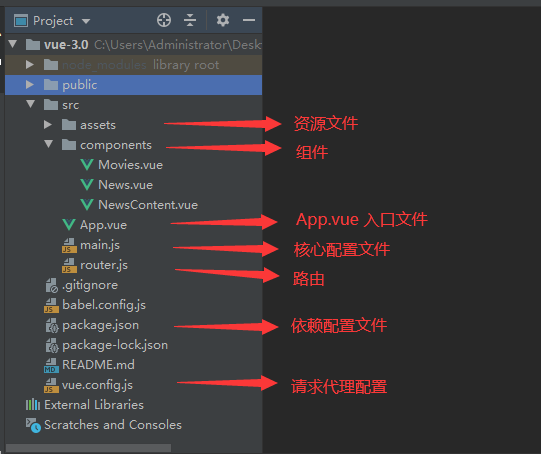 Project
vue-3.0 C:\Users\Administrator\Desk
node_modules library root
public
src
assets
资源文件
components
组件
Movies.vue
News.vue
NewsContent.vue
App.vue
App.vue 入口文件
main.js
核心配置文件
router.js
路由
.gitignore
babel.config.js
package.json
依赖配置文件
package-lock.json
README.md
vue.config.js
请求代理配置
External Libraries
Scratches and Consoles